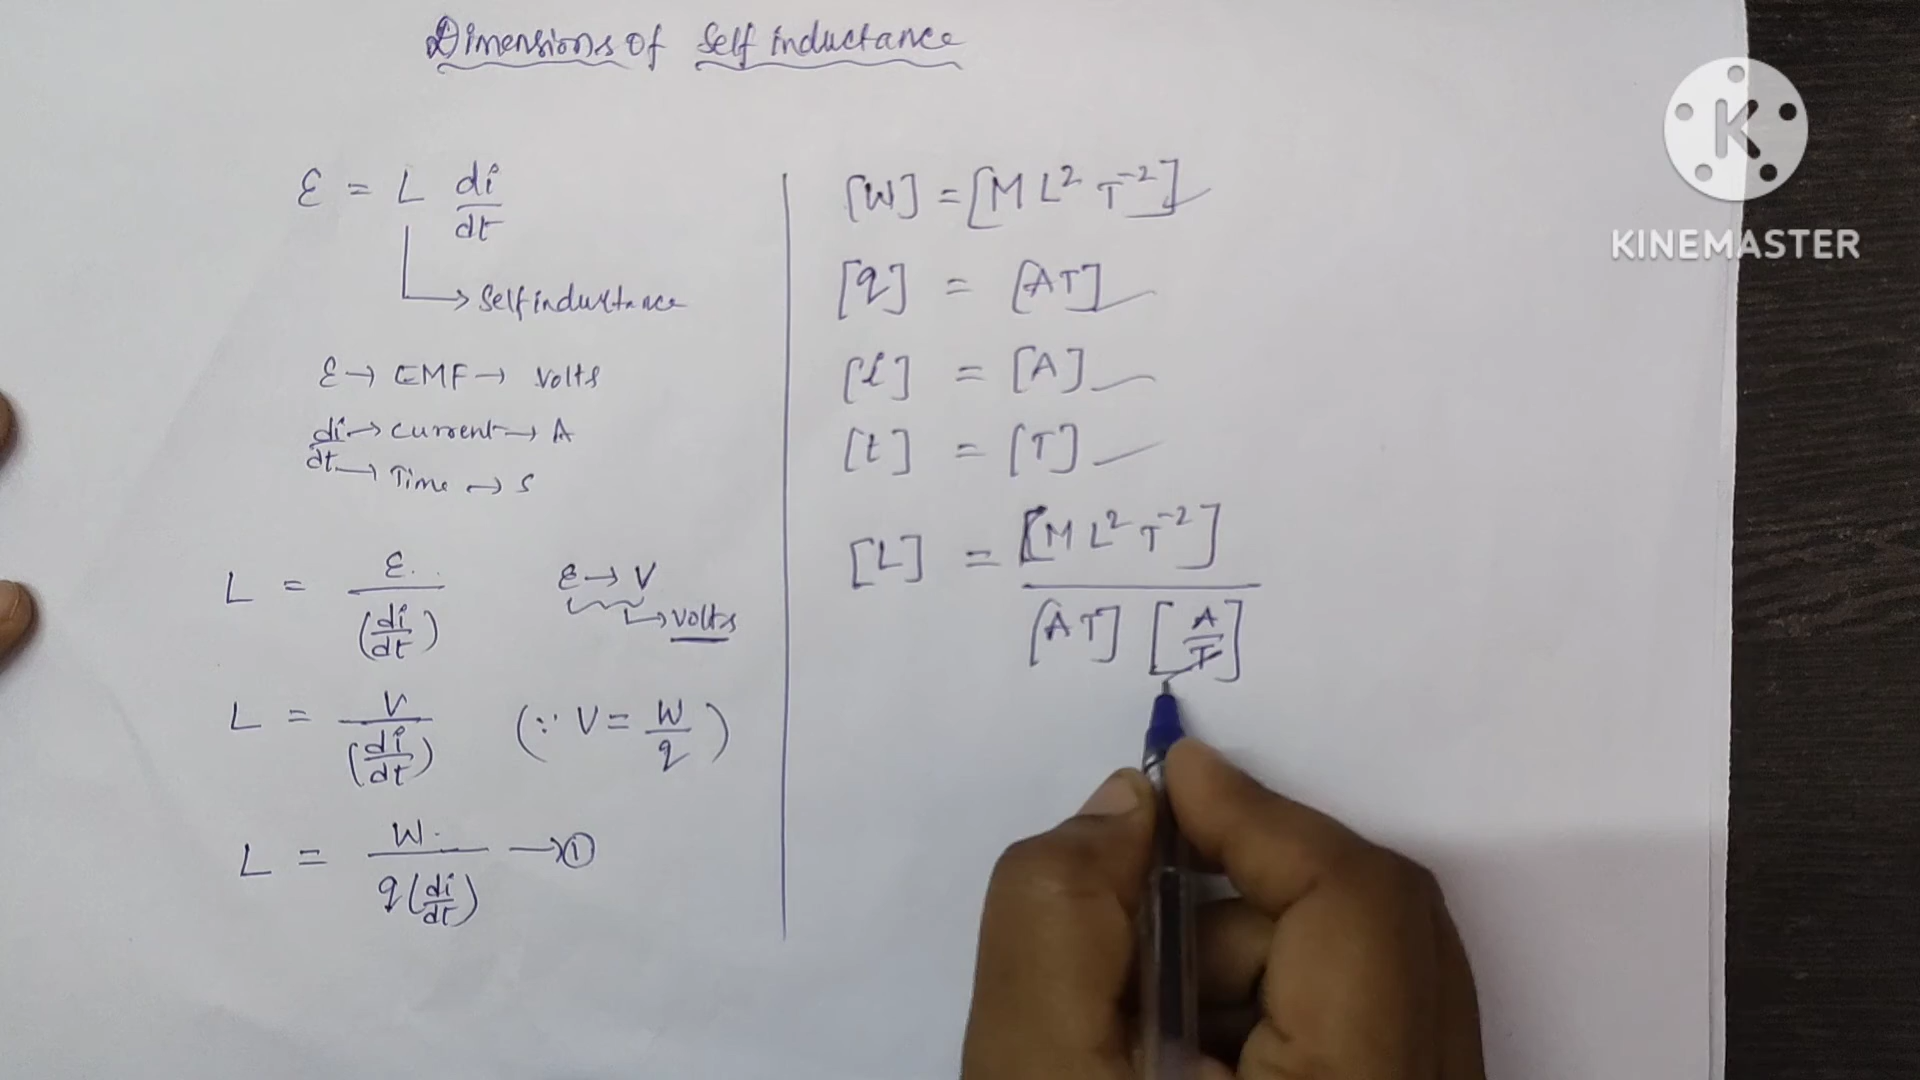 Dimensions of Self inductance
ε = L di/dt
→ Self inductance
ε → EMF → volts
di/dt → current → A
→ Time → S
L = ε/(di/dt) ε → V
→ volts
L = V/(di/dt) (∵ V = W/q)
L = W/q(di/dt) → ①
[W] = [M L² T⁻²]
[q] = [AT]
[i] = [A]
[t] = [T]
[L] = [M L² T⁻²]/[AT] [A/T]
KINEMASTER